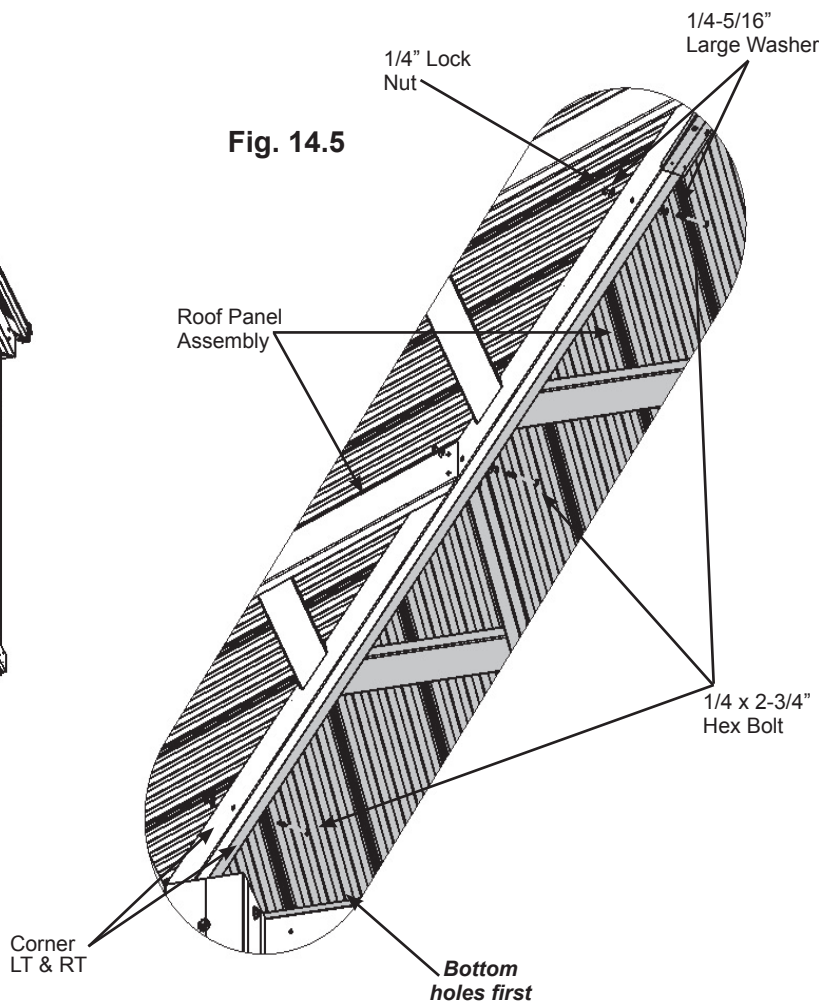 1/4-5/16”
Large Washer
1/4” Lock
Nut
Fig. 14.5
Roof Panel
Assembly
1/4 x 2-3/4”
Hex Bolt
Corner
LT & RT
Bottom
holes first